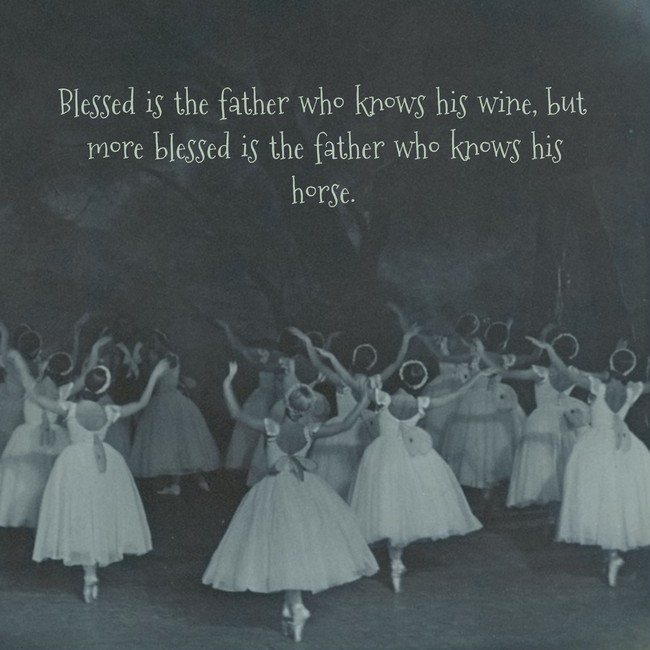 Blessed is the father who knows his wine, but
more blessed is the father who knows his
horse.